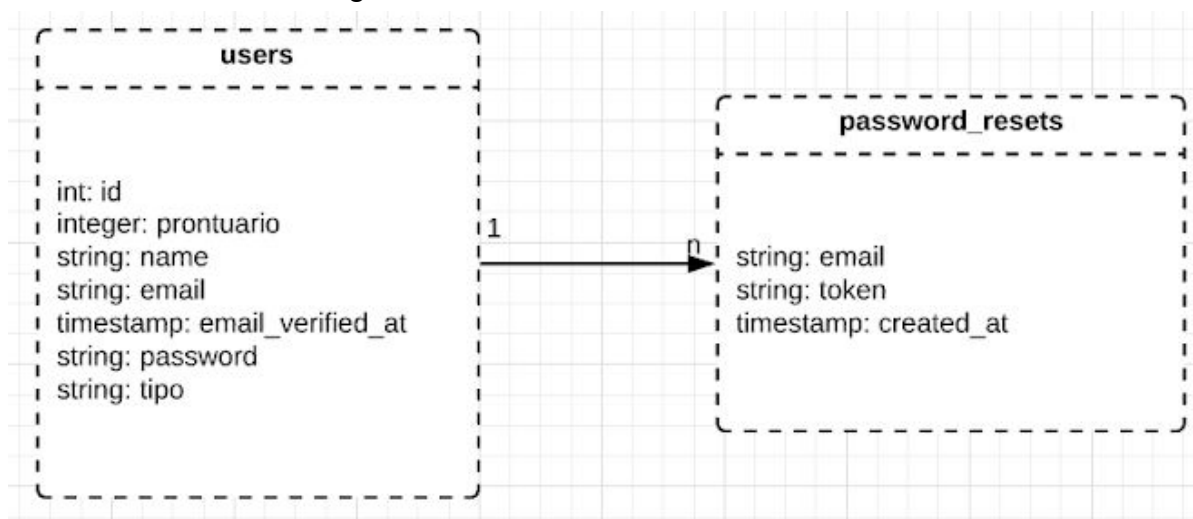 users
int: id
integer: prontuario
string: name
string: email
timestamp: email_verified_at
string: password
string: tipo
1
n
password_resets
string: email
string: token
timestamp: created_at